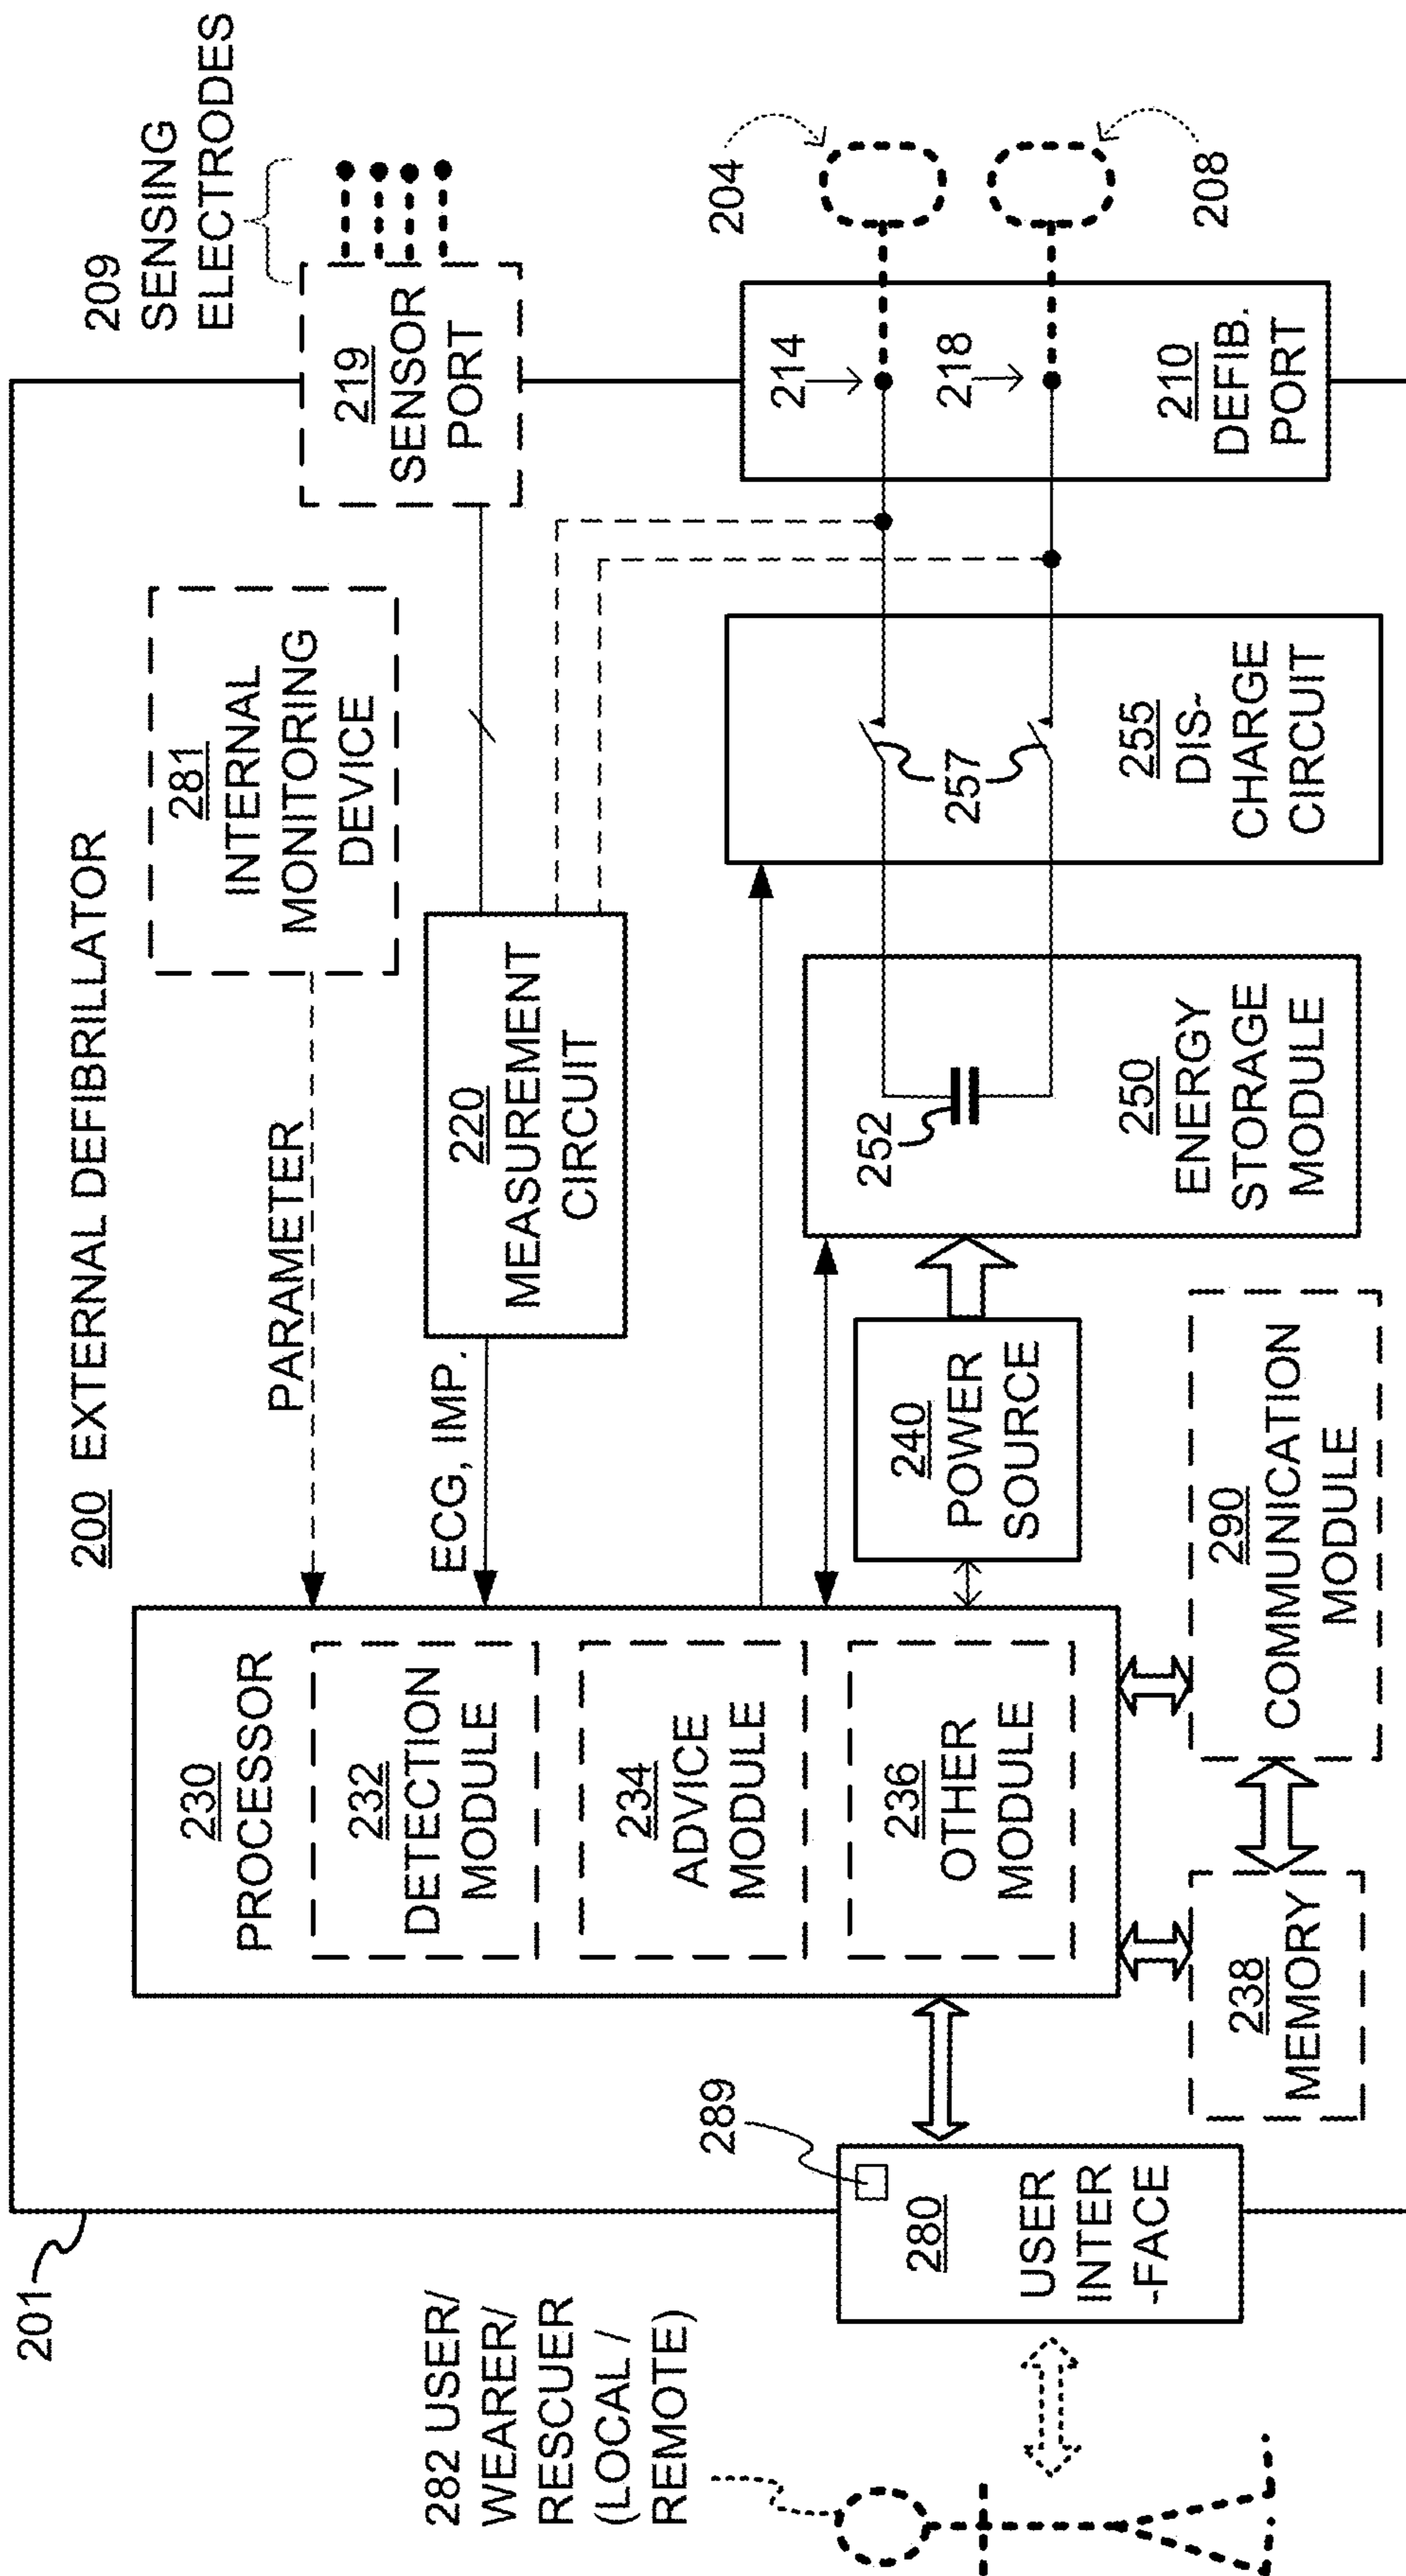 200 EXTERNAL DEFIBRILLATOR
201
209
SENSING
ELECTRODES
219
SENSOR
PORT
281
INTERNAL
MONITORING
DEVICE
PARAMETER
220
MEASUREMENT
CIRCUIT
ECG, IMP.
230
PROCESSOR
232
DETECTION
MODULE
234
ADVICE
MODULE
236
OTHER
MODULE
204
208
214
218
210
DEFIB.
PORT
257
255
DIS~
CHARGE
CIRCUIT
252
250
ENERGY
STORAGE
MODULE
240
POWER
SOURCE
290
COMMUNICATION
MODULE
238
MEMORY
289
280
USER
INTER
-FACE
282 USER/
WEARER/
RESCUER
(LOCAL /
REMOTE)